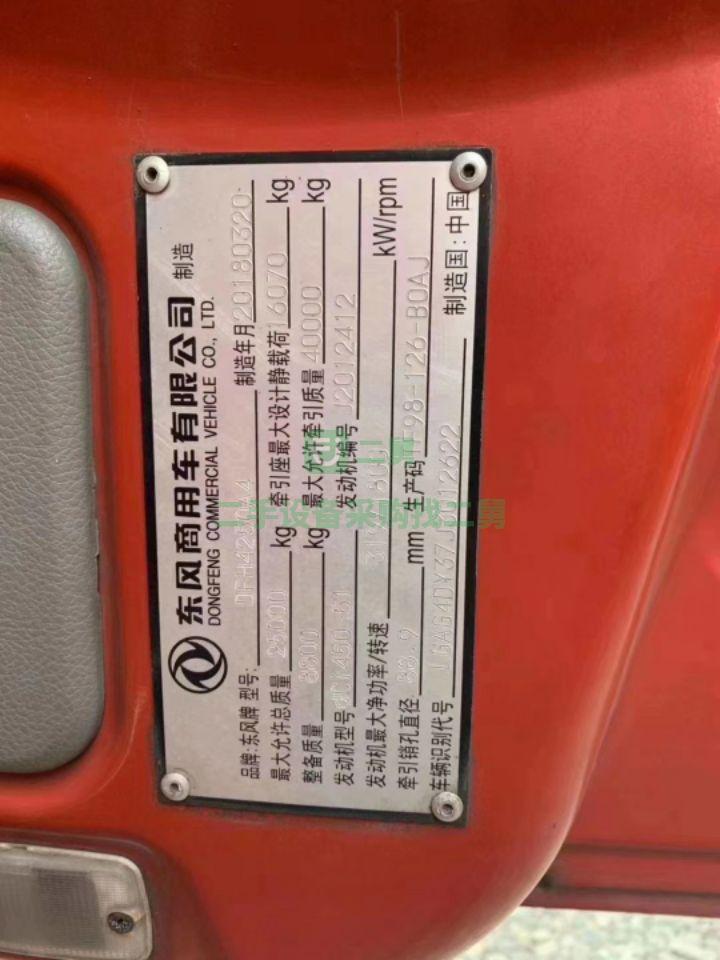 东风商用车有限公司 制造
DONGFENG COMMERCIAL VEHICLE CO., LTD.
品牌:东风牌 型号: 制造年月 20180320
最大允许总质量 25000 kg 牵引座最大设计静载荷 16070 kg
整备质量 8800 kg 最大允许牵引质量 40000 kg
发动机型号 dCi450-51 发动机编号 J2012412
发动机最大净功率/转速 kW/rpm
牵引销孔直径 mm 生产码 -98-126-B0AJ
车辆识别代号 制造国:中国
二手设备采购找二舅